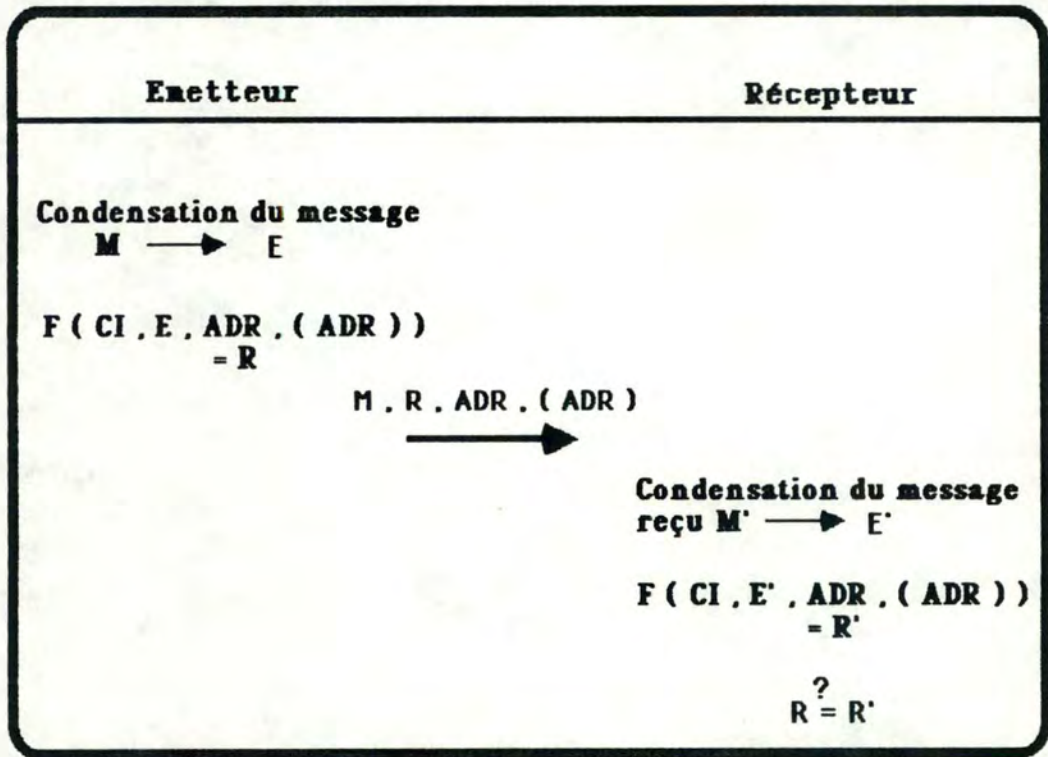 Emetteur Récepteur
Condensation du message
M → E
F ( CI , E , ADR , ( ADR ) )
= R
M , R , ADR , ( ADR )
Condensation du message
reçu M' → E'
F ( CI , E' , ADR , ( ADR ) )
= R'
?
R = R'